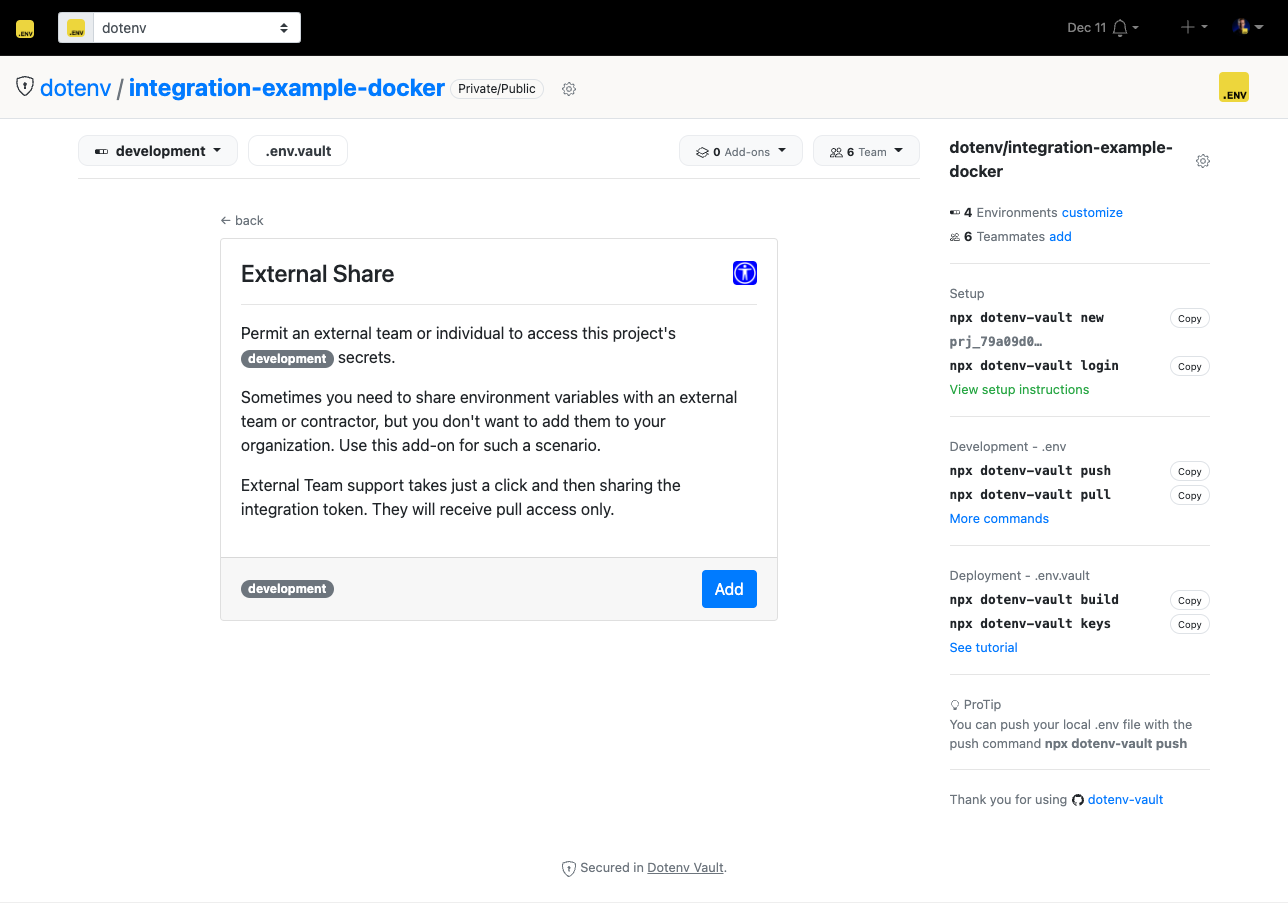 .ENV
.ENV
dotenv
Dec 11
dotenv / integration-example-docker Private/Public
.ENV
development
.env.vault
0 Add-ons
6 Team
← back
External Share
Permit an external team or individual to access this project's
development secrets.
Sometimes you need to share environment variables with an external
team or contractor, but you don't want to add them to your
organization. Use this add-on for such a scenario.
External Team support takes just a click and then sharing the
integration token. They will receive pull access only.
development
Add
dotenv/integration-example-
docker
4 Environments customize
6 Teammates add
Setup
npx dotenv-vault new Copy
prj_79a09d0…
npx dotenv-vault login Copy
View setup instructions
Development - .env
npx dotenv-vault push Copy
npx dotenv-vault pull Copy
More commands
Deployment - .env.vault
npx dotenv-vault build Copy
npx dotenv-vault keys Copy
See tutorial
ProTip
You can push your local .env file with the
push command npx dotenv-vault push
Thank you for using dotenv-vault
Secured in Dotenv Vault.